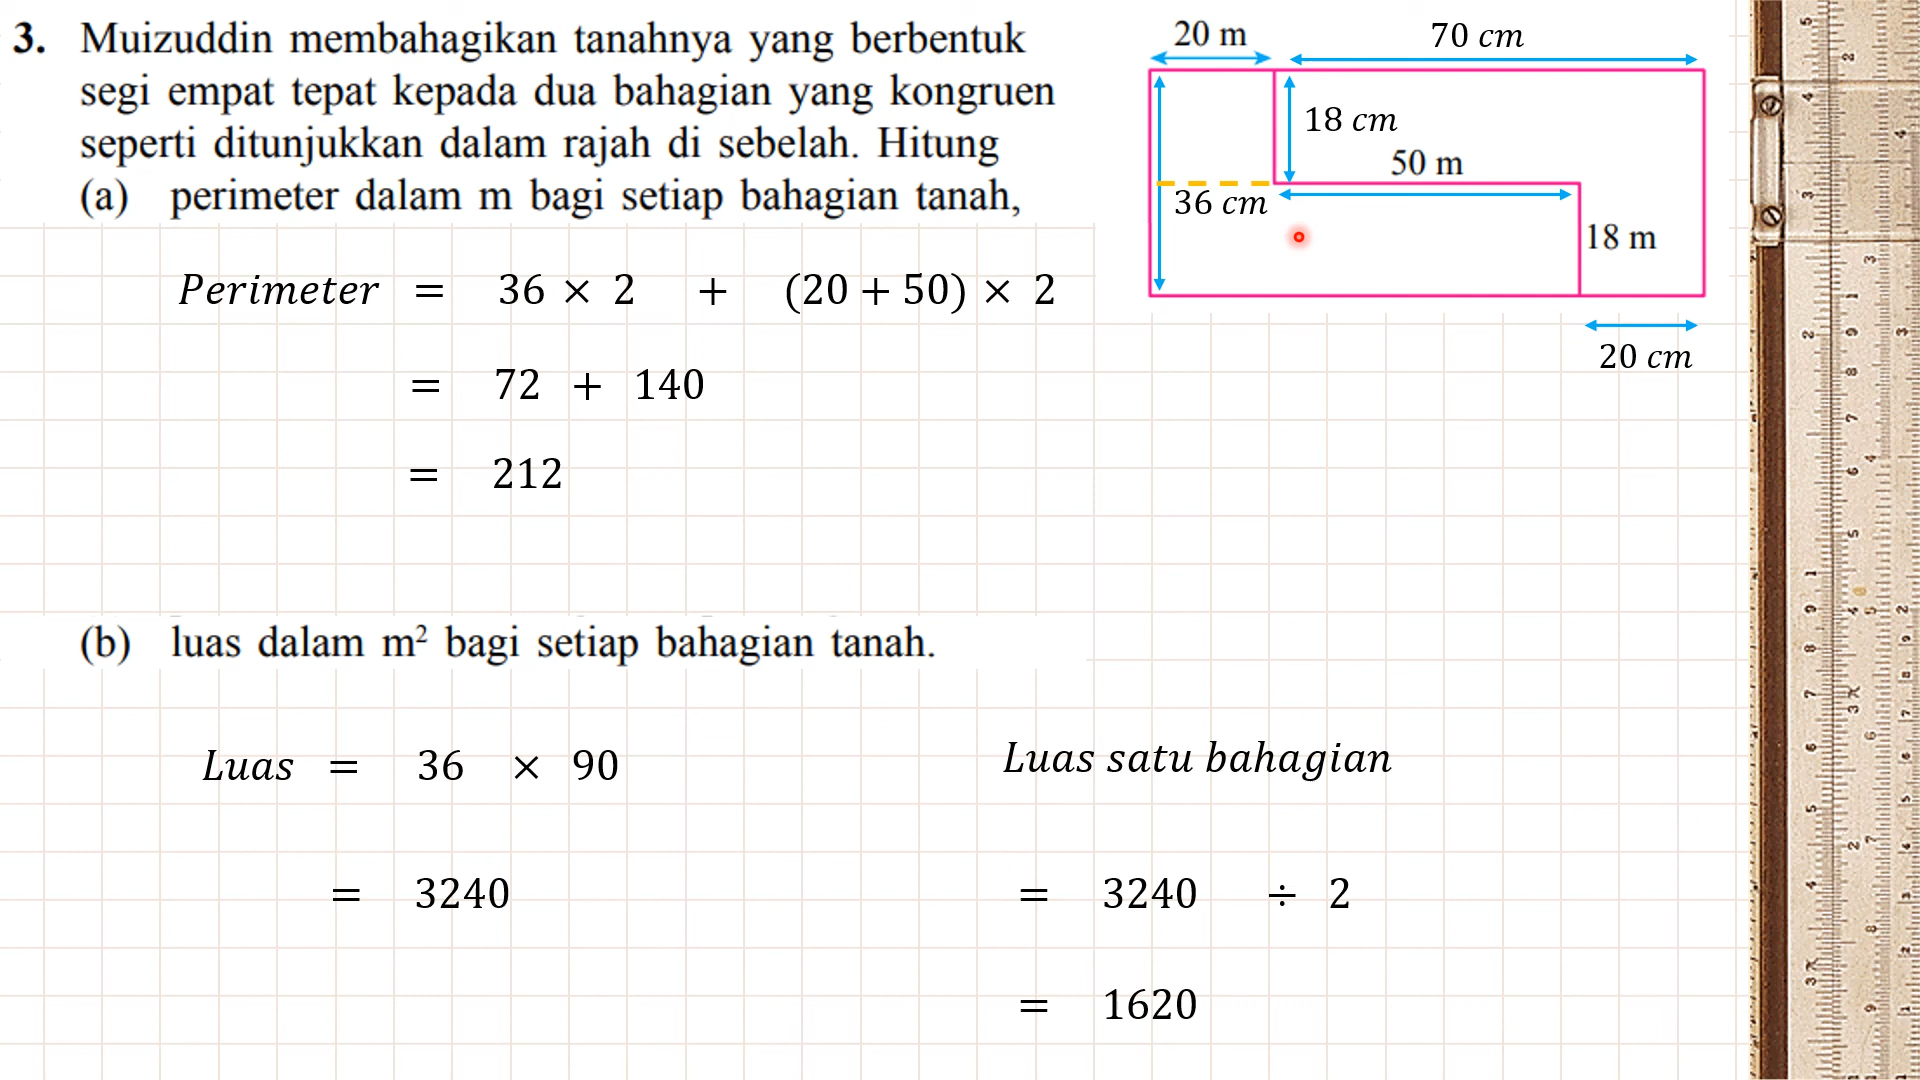 3. Muizuddin membahagikan tanahnya yang berbentuk
segi empat tepat kepada dua bahagian yang kongruen
seperti ditunjukkan dalam rajah di sebelah. Hitung
(a) perimeter dalam m bagi setiap bahagian tanah,
20 m
70 cm
18 cm
50 m
36 cm
18 m
20 cm
Perimeter = 36 × 2 + (20 + 50) × 2
= 72 + 140
= 212
(b) luas dalam m² bagi setiap bahagian tanah.
Luas = 36 × 90
= 3240
Luas satu bahagian
= 3240 ÷ 2
= 1620